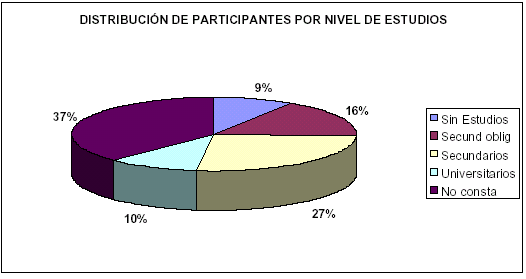 DISTRIBUCIÓN DE PARTICIPANTES POR NIVEL DE ESTUDIOS
9%
16%
37%
10%
27%
Sin Estudios
Secund oblig
Secundarios
Universitarios
No consta